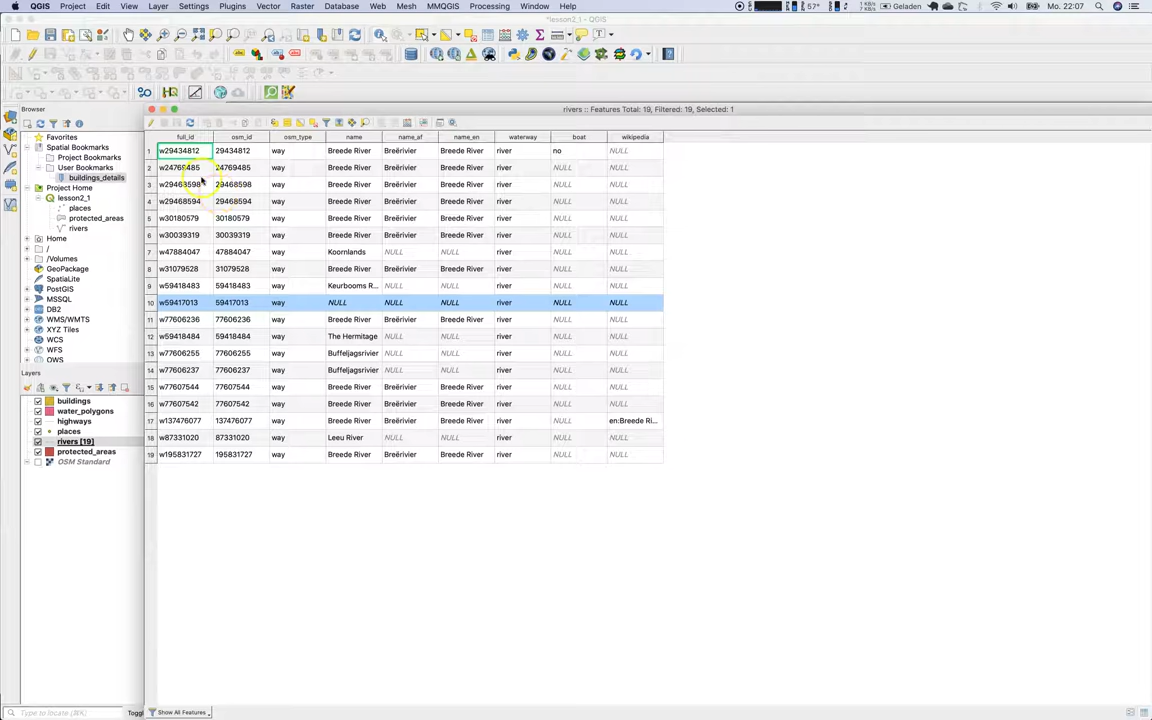 QGIS Project Edit View Layer Settings Plugins Vector Raster Database Web Mesh MMQGIS Processing Window Help 57° Geladen Mo. 22:07
*lesson2_1 - QGIS
Browser
Favorites
Spatial Bookmarks
Project Bookmarks
User Bookmarks
buildings_details
Project Home
lesson2_1
places
protected_areas
rivers
Home
/
/Volumes
GeoPackage
SpatiaLite
PostGIS
MSSQL
DB2
WMS/WMTS
XYZ Tiles
WCS
WFS
OWS
Layers
buildings
water_polygons
highways
places
rivers [19]
protected_areas
OSM Standard
Type to locate (⌘K)
Toggl
rivers :: Features Total: 19, Filtered: 19, Selected: 1
full_id osm_id osm_type name name_af name_en waterway boat wikipedia
1 w29434812 29434812 way Breede River Breërivier Breede River river no NULL
2 w24769485 24769485 way Breede River Breërivier Breede River river NULL NULL
3 w29468598 29468598 way Breede River Breërivier Breede River river NULL NULL
4 w29468594 29468594 way Breede River Breërivier Breede River river NULL NULL
5 w30180579 30180579 way Breede River Breërivier Breede River river NULL NULL
6 w30039319 30039319 way Breede River Breërivier Breede River river NULL NULL
7 w47884047 47884047 way Koornlands NULL NULL river NULL NULL
8 w31079528 31079528 way Breede River Breërivier Breede River river NULL NULL
9 w59418483 59418483 way Keurbooms R... NULL NULL river NULL NULL
10 w59417013 59417013 way NULL NULL NULL river NULL NULL
11 w77606236 77606236 way Breede River Breërivier Breede River river NULL NULL
12 w59418484 59418484 way The Hermitage NULL NULL river NULL NULL
13 w77606255 77606255 way Buffeljagsrivier NULL NULL river NULL NULL
14 w77606237 77606237 way Buffeljagsrivier NULL NULL river NULL NULL
15 w77607544 77607544 way Breede River Breërivier Breede River river NULL NULL
16 w77607542 77607542 way Breede River Breërivier Breede River river NULL NULL
17 w137476077 137476077 way Breede River Breërivier Breede River river NULL en:Breede Ri...
18 w87331020 87331020 way Leeu River NULL NULL river NULL NULL
19 w195831727 195831727 way Breede River Breërivier Breede River river NULL NULL
Show All Features